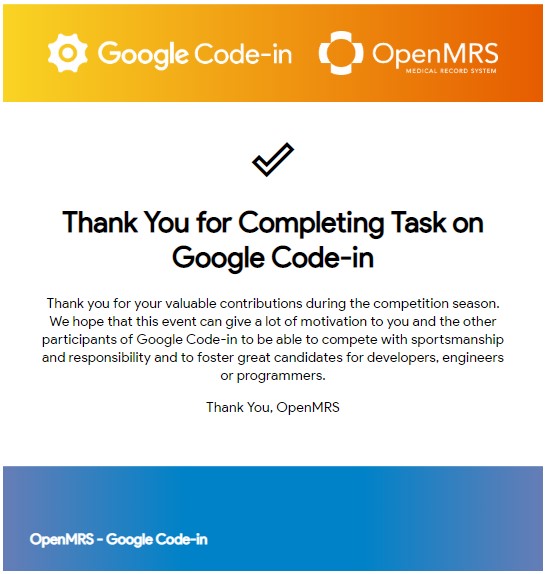 Google Code-in
OpenMRS
MEDICAL RECORD SYSTEM
Thank You for Completing Task on
Google Code-in
Thank you for your valuable contributions during the competition season.
We hope that this event can give a lot of motivation to you and the other
participants of Google Code-in to be able to compete with sportsmanship
and responsibility and to foster great candidates for developers, engineers
or programmers.
Thank You, OpenMRS
OpenMRS - Google Code-in